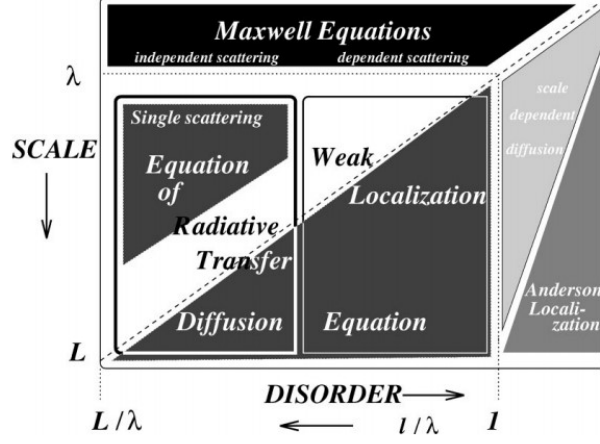 Maxwell Equations
independent scattering dependent scattering
λ
SCALE
Single scattering
Equation
of
Radiative
Transfer
Diffusion
Weak
Localization
Equation
scale
dependent
diffusion
Anderson
Locali-
zation
L
DISORDER
L / λ
l / λ
1